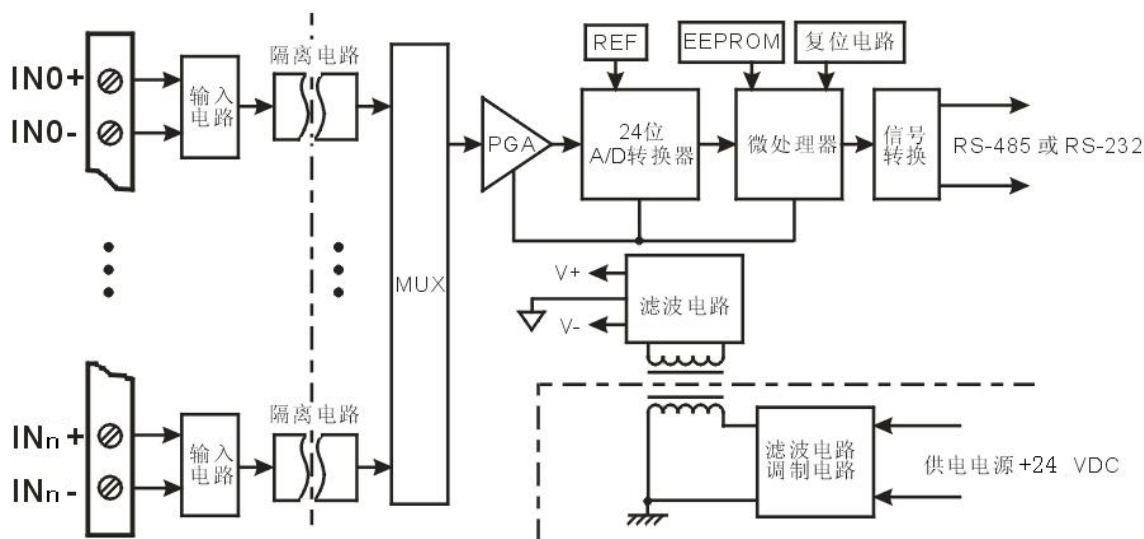 IN0+
IN0-
输入
电路
隔离电路
MUX
PGA
REF
24位
A/D转换器
EEPROM
复位电路
微处理器
信号
转换
RS-485 或 RS-232
V+
V-
滤波电路
INn+
INn-
输入
电路
隔离电路
滤波电路
调制电路
供电电源+24 VDC